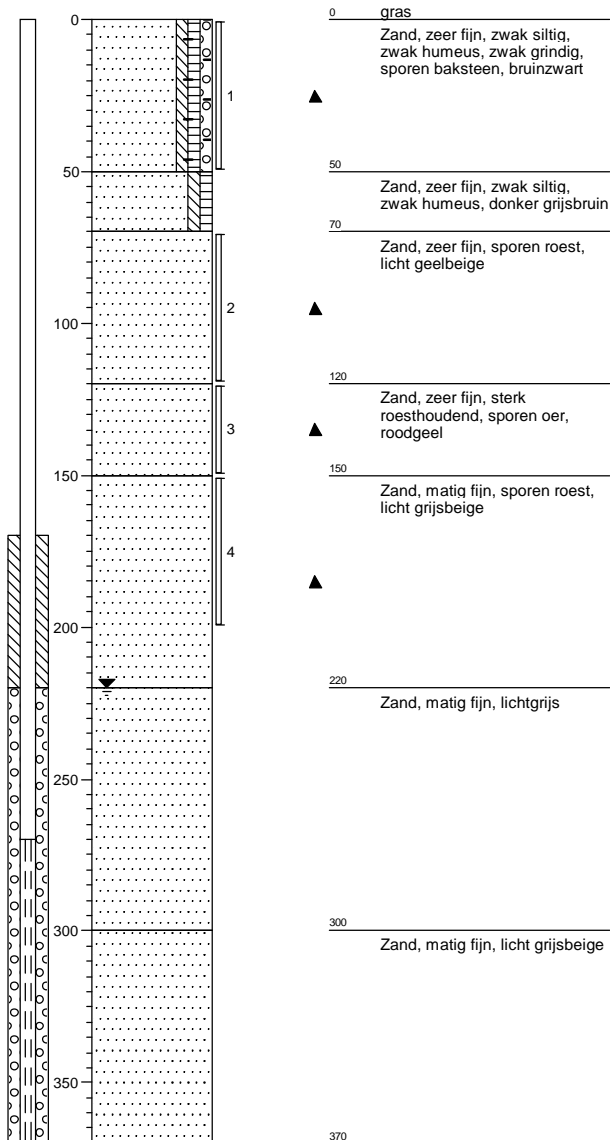 0
50
100
150
200
250
300
350
1
2
3
4
0
gras
Zand, zeer fijn, zwak siltig,
zwak humeus, zwak grindig,
sporen baksteen, bruinzwart
50
Zand, zeer fijn, zwak siltig,
zwak humeus, donker grijsbruin
70
Zand, zeer fijn, sporen roest,
licht geelbeige
120
Zand, zeer fijn, sterk
roesthoudend, sporen oer,
roodgeel
150
Zand, matig fijn, sporen roest,
licht grijsbeige
220
Zand, matig fijn, lichtgrijs
300
Zand, matig fijn, licht grijsbeige
370